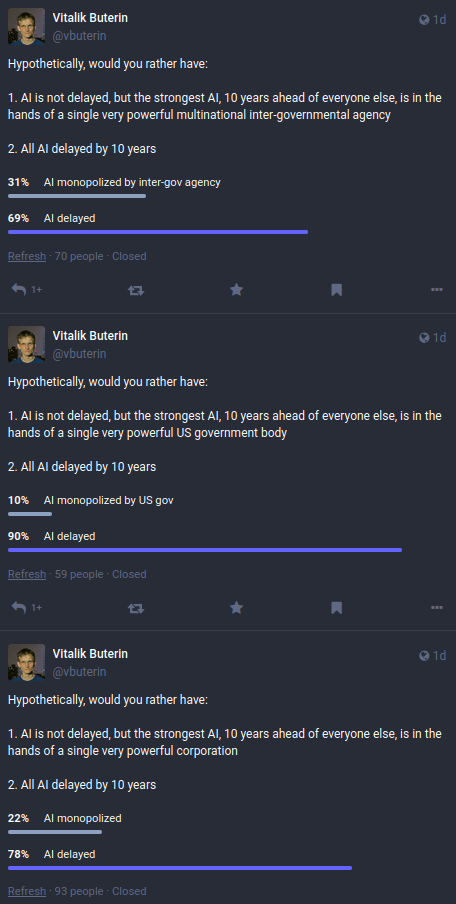 Vitalik Buterin
1d
@vbuterin
Hypothetically, would you rather have:
1. AI is not delayed, but the strongest AI, 10 years ahead of everyone else, is in the
hands of a single very powerful multinational inter-governmental agency
2. All AI delayed by 10 years
31% AI monopolized by inter-gov agency
69% AI delayed
Refresh · 70 people · Closed
1+
Vitalik Buterin
1d
@vbuterin
Hypothetically, would you rather have:
1. AI is not delayed, but the strongest AI, 10 years ahead of everyone else, is in the
hands of a single very powerful US government body
2. All AI delayed by 10 years
10% AI monopolized by US gov
90% AI delayed
Refresh · 59 people · Closed
1+
Vitalik Buterin
1d
@vbuterin
Hypothetically, would you rather have:
1. AI is not delayed, but the strongest AI, 10 years ahead of everyone else, is in the
hands of a single very powerful corporation
2. All AI delayed by 10 years
22% AI monopolized
78% AI delayed
Refresh · 93 people · Closed